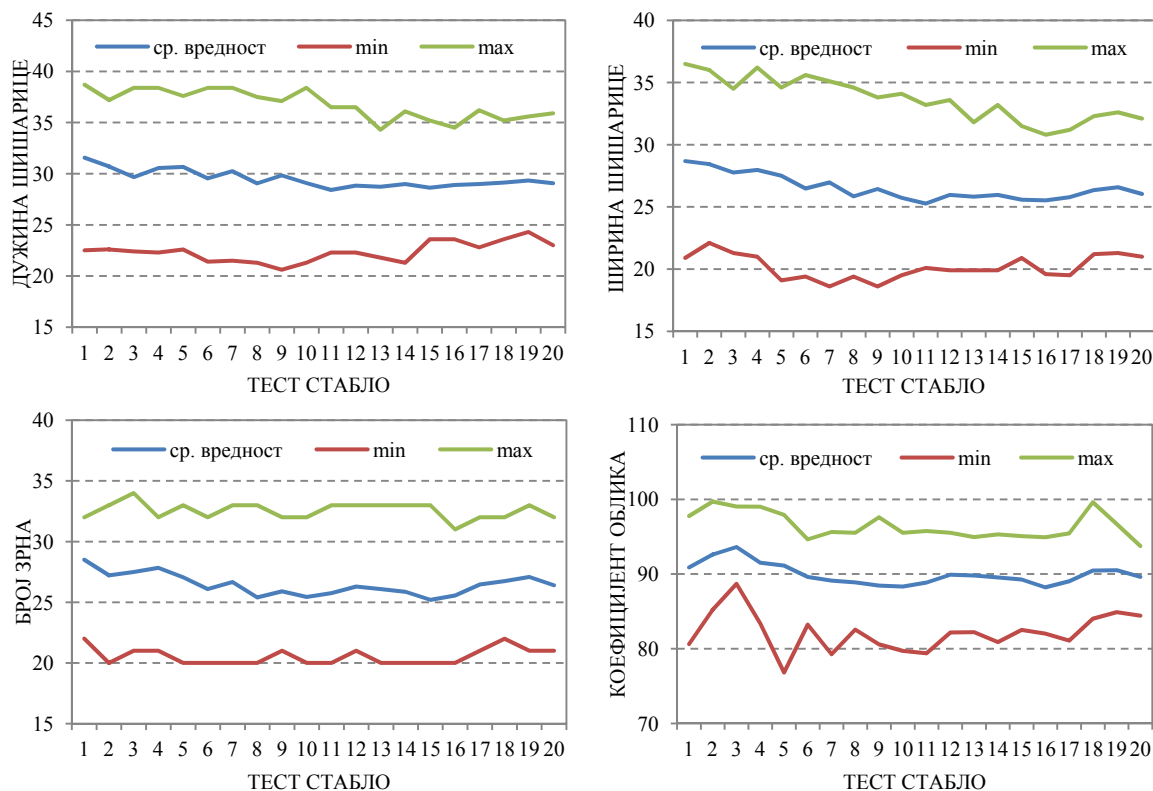 ДУЖИНА ШИШАРИЦЕ
45
40
35
30
25
20
15
ср. вредност min max
1 2 3 4 5 6 7 8 9 10 11 12 13 14 15 16 17 18 19 20
ТЕСТ СТАБЛО
ШИРИНА ШИШАРИЦЕ
40
35
30
25
20
15
ср. вредност min max
1 2 3 4 5 6 7 8 9 10 11 12 13 14 15 16 17 18 19 20
ТЕСТ СТАБЛО
БРОЈ ЗРНА
40
35
30
25
20
15
ср. вредност min max
1 2 3 4 5 6 7 8 9 10 11 12 13 14 15 16 17 18 19 20
ТЕСТ СТАБЛО
КОЕФИЦИЈЕНТ ОБЛИКА
110
100
90
80
70
ср. вредност min max
1 2 3 4 5 6 7 8 9 10 11 12 13 14 15 16 17 18 19 20
ТЕСТ СТАБЛО